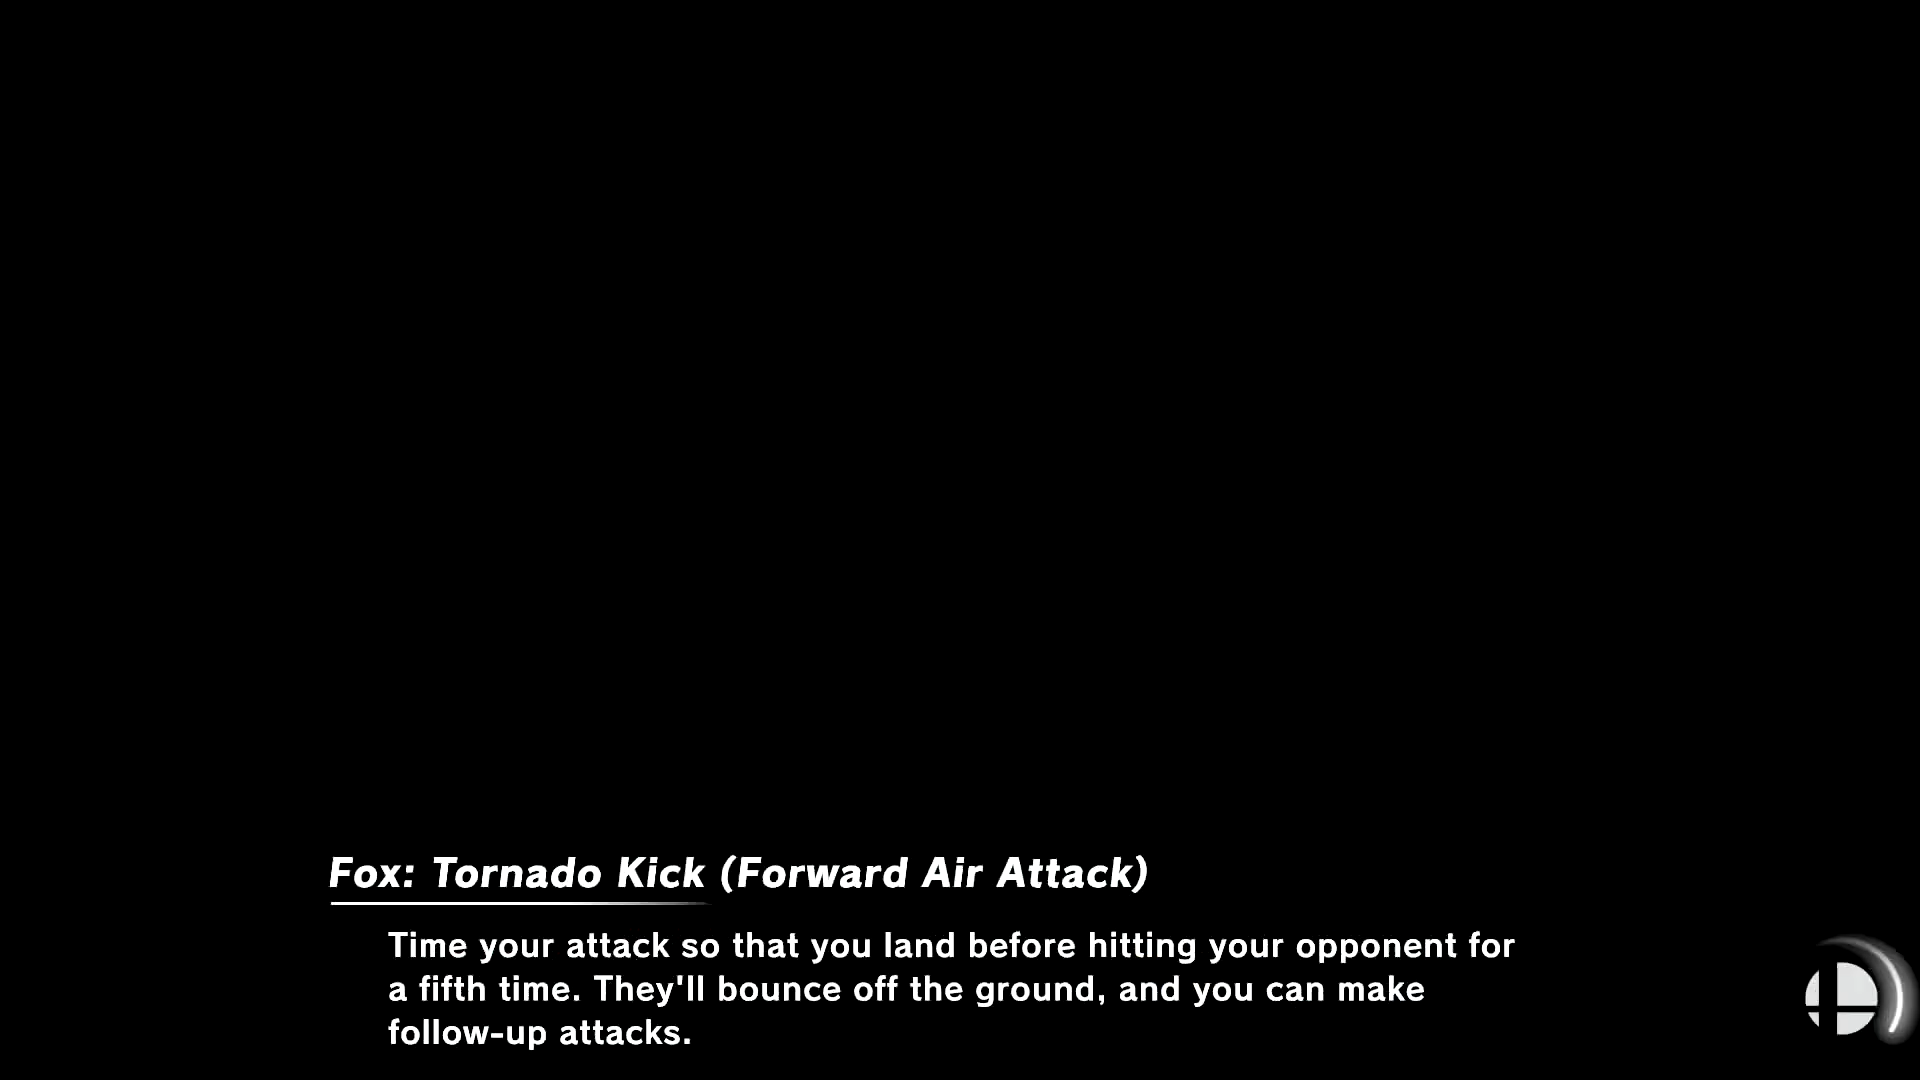 Fox: Tornado Kick (Forward Air Attack)
Time your attack so that you land before hitting your opponent for
a fifth time. They'll bounce off the ground, and you can make
follow-up attacks.